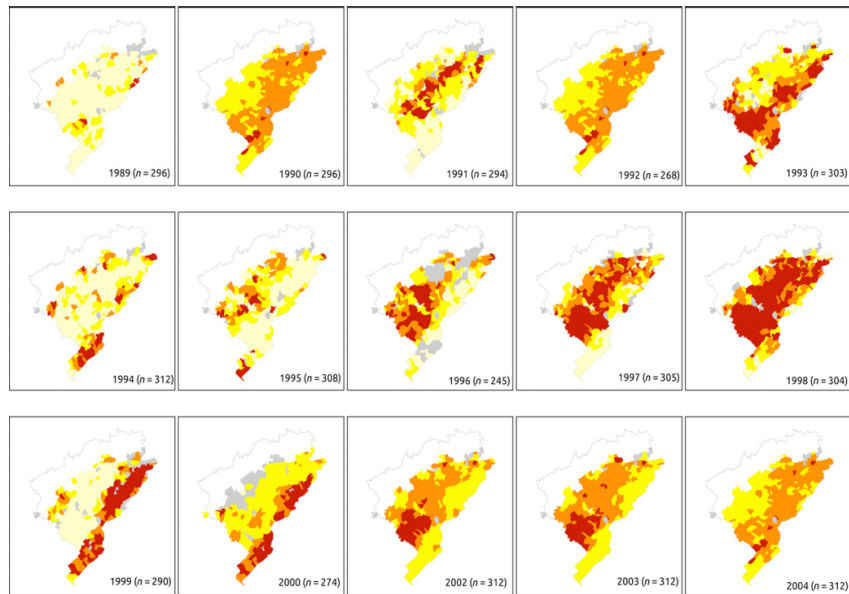 1989 (n = 296)
1990 (n = 296)
1991 (n = 294)
1992 (n = 268)
1993 (n = 303)
1994 (n = 312)
1995 (n = 308)
1996 (n = 245)
1997 (n = 305)
1998 (n = 304)
1999 (n = 290)
2000 (n = 274)
2002 (n = 312)
2003 (n = 312)
2004 (n = 312)